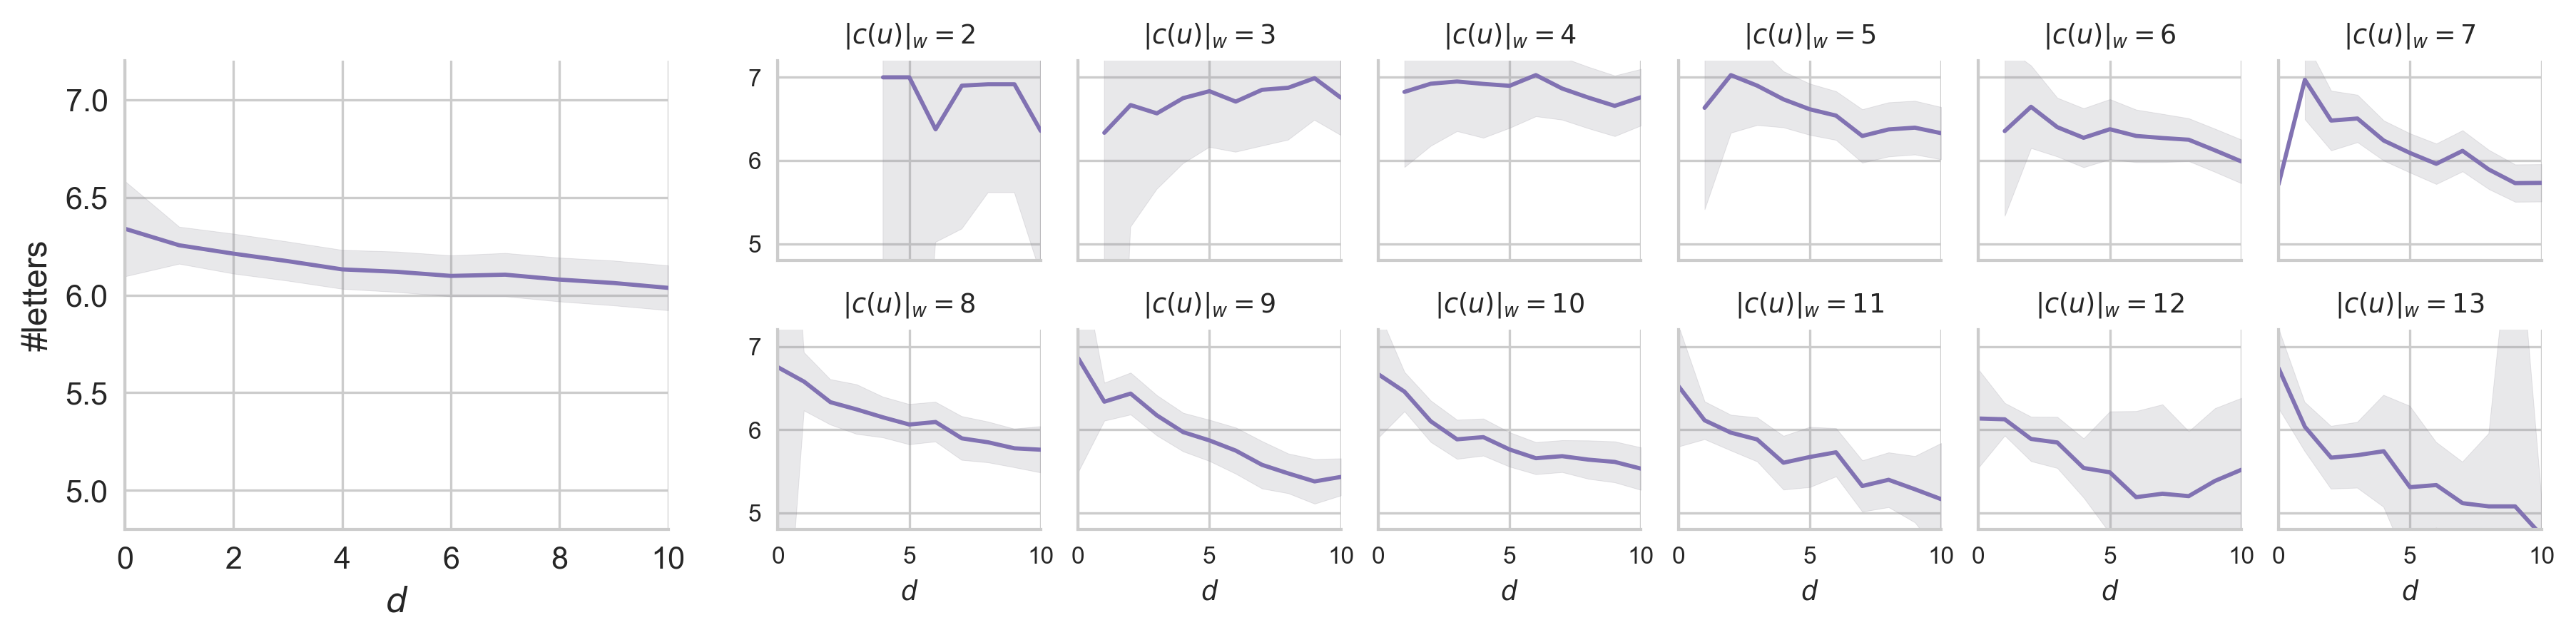 #letters
7.0
6.5
6.0
5.5
5.0
0 2 4 6 8 10
d
|c(u)|w = 2 |c(u)|w = 3 |c(u)|w = 4 |c(u)|w = 5 |c(u)|w = 6 |c(u)|w = 7
7
6
5
|c(u)|w = 8 |c(u)|w = 9 |c(u)|w = 10 |c(u)|w = 11 |c(u)|w = 12 |c(u)|w = 13
7
6
5
0 5 10 0 5 10 0 5 10 0 5 10 0 5 10 0 5 10
d d d d d d